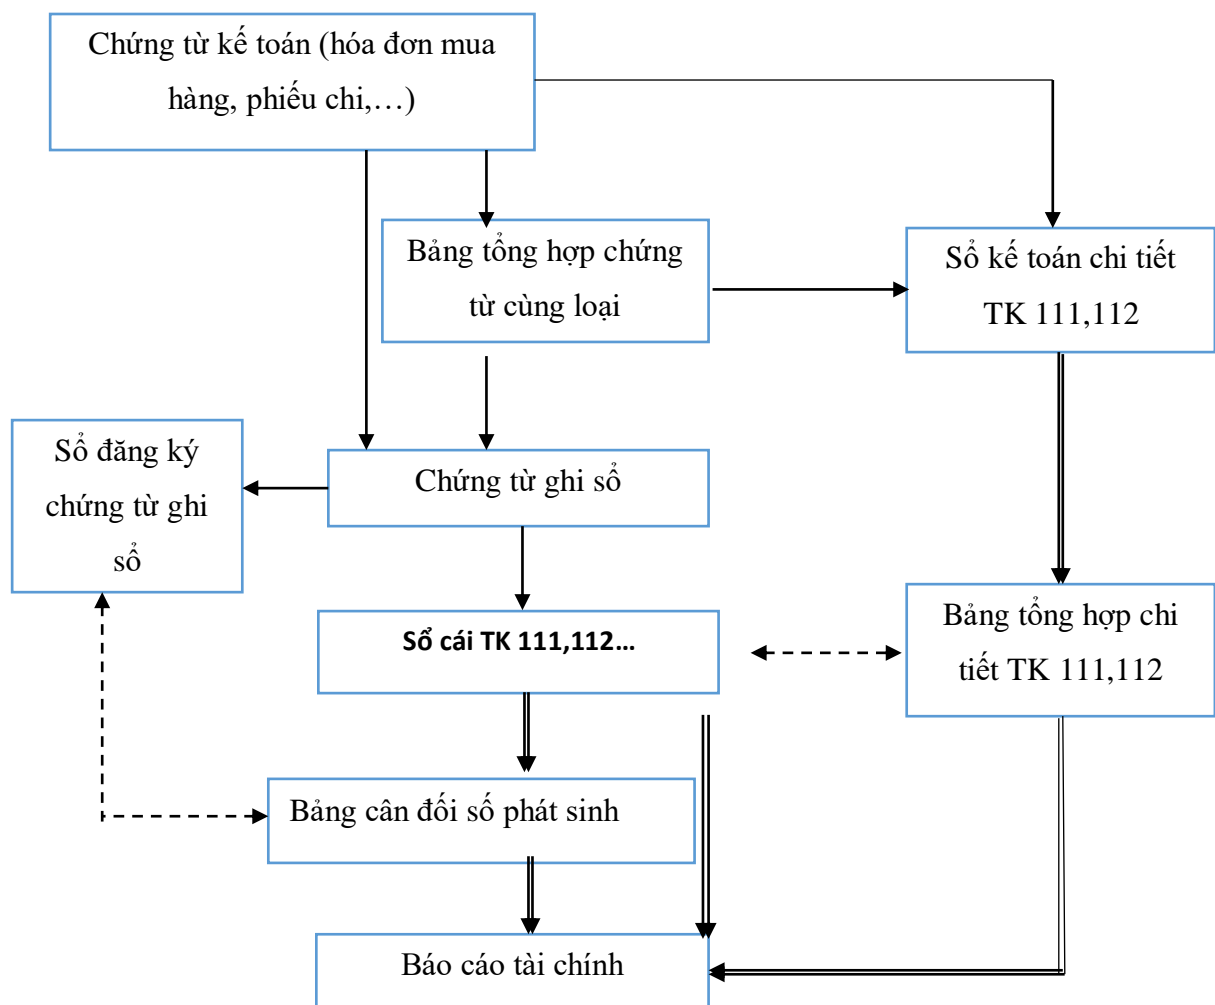 Chứng từ kế toán (hóa đơn mua
hàng, phiếu chi,…)
Bảng tổng hợp chứng
từ cùng loại
Sổ kế toán chi tiết
TK 111,112
Sổ đăng ký
chứng từ ghi
sổ
Chứng từ ghi sổ
Sổ cái TK 111,112…
Bảng tổng hợp chi
tiết TK 111,112
Bảng cân đối số phát sinh
Báo cáo tài chính